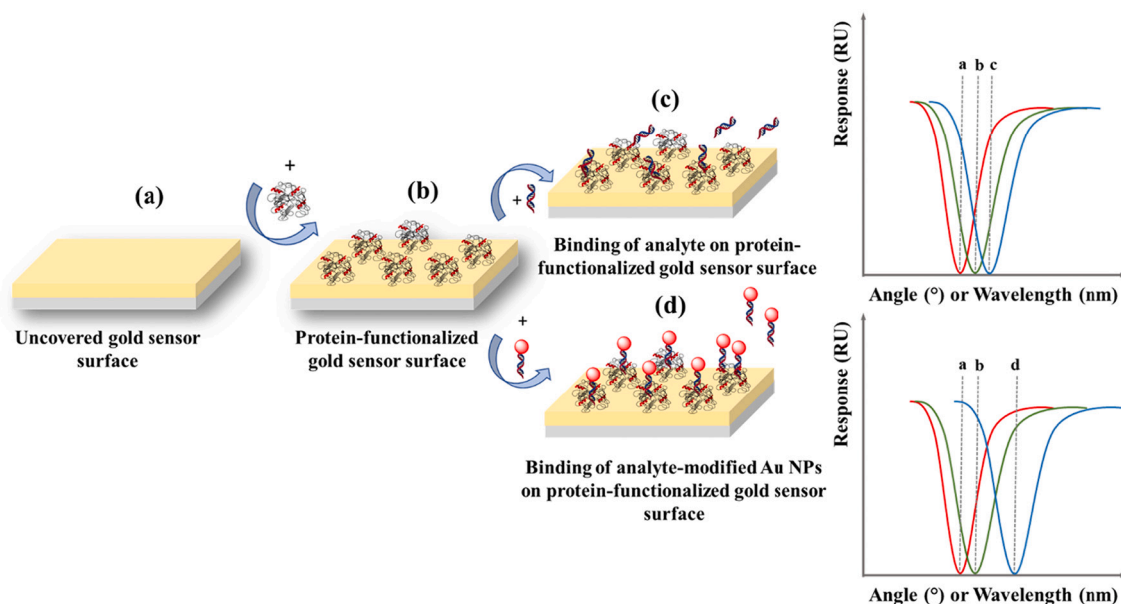 (a)
Uncovered gold sensor
surface
+
(b)
Protein-functionalized
gold sensor surface
+
(c)
Binding of analyte on protein-
functionalized gold sensor surface
+
(d)
Binding of analyte-modified Au NPs
on protein-functionalized gold sensor
surface
Response (RU)
a b c
Angle (°) or Wavelength (nm)
Response (RU)
a b d
Angle (°) or Wavelength (nm)